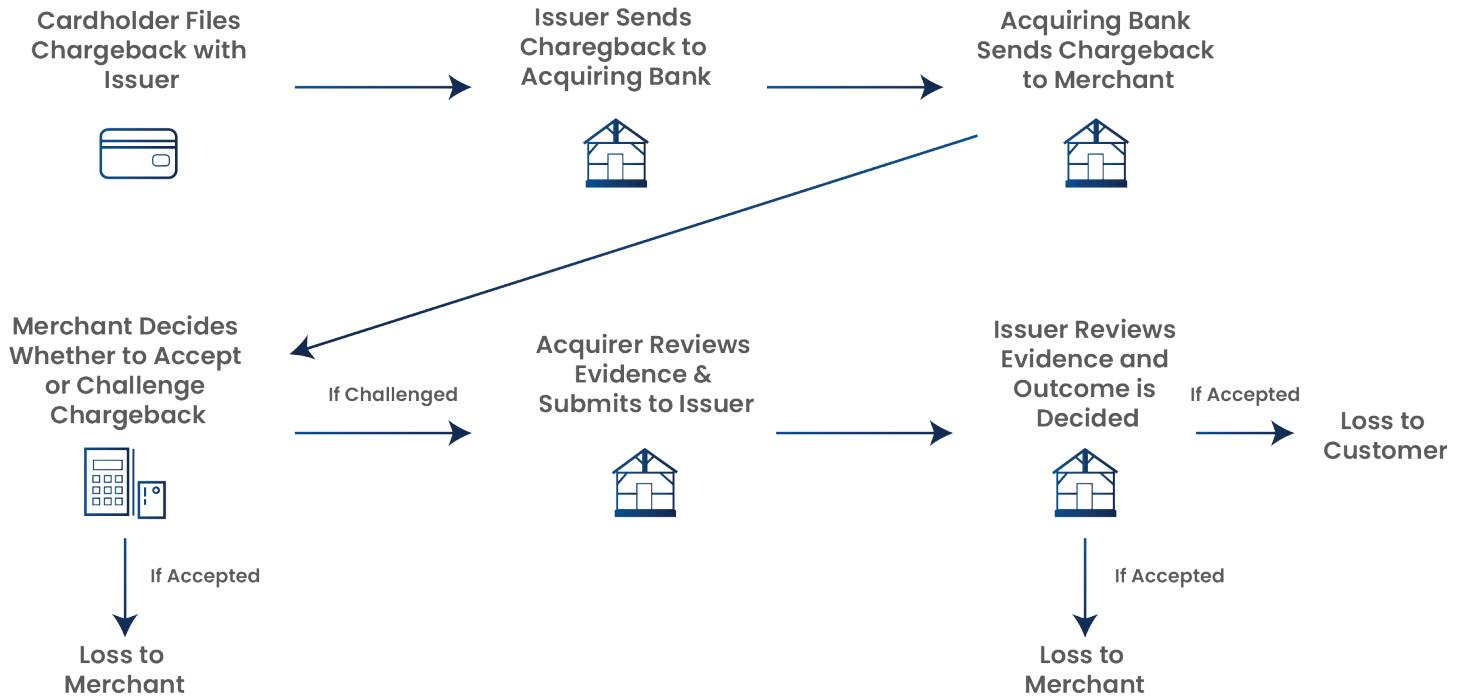 Cardholder Files
Chargeback with
Issuer
Issuer Sends
Charegback to
Acquiring Bank
Acquiring Bank
Sends Chargeback
to Merchant
Merchant Decides
Whether to Accept
or Challenge
Chargeback
If Challenged
Acquirer Reviews
Evidence &
Submits to Issuer
Issuer Reviews
Evidence and
Outcome is
Decided
If Accepted
Loss to
Customer
If Accepted
Loss to
Merchant
If Accepted
Loss to
Merchant